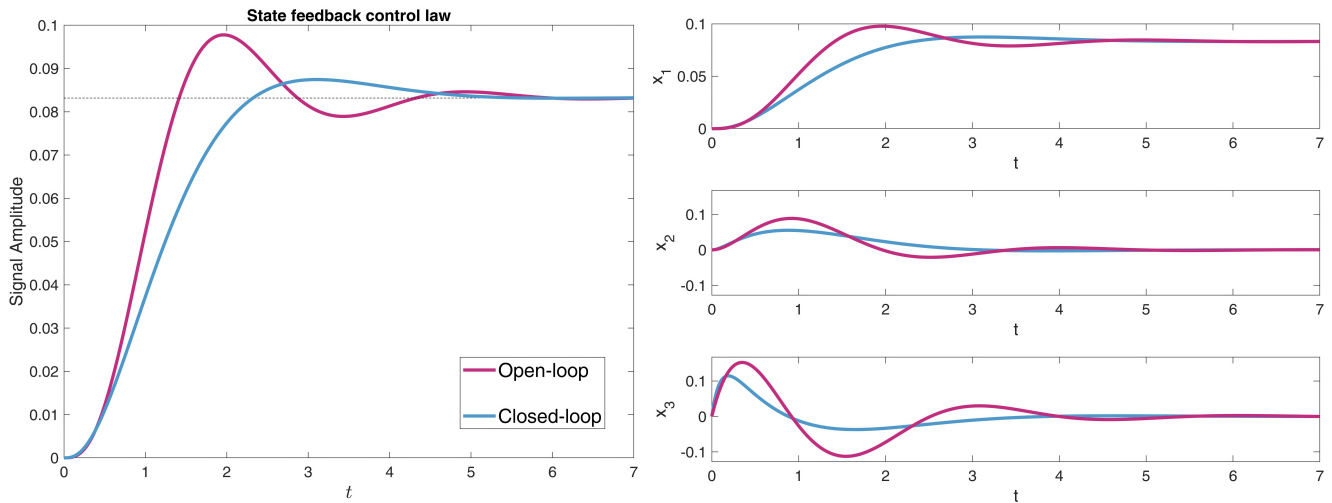 State feedback control law
0.1
0.09
0.08
0.07
0.06
0.05
0.04
0.03
0.02
0.01
0
Signal Amplitude
Open-loop
Closed-loop
0 1 2 3 4 5 6 7
t
0.1
0.05
0
x1
0 1 2 3 4 5 6 7
t
0.1
0
-0.1
x2
0 1 2 3 4 5 6 7
t
0.1
0
-0.1
x3
0 1 2 3 4 5 6 7
t